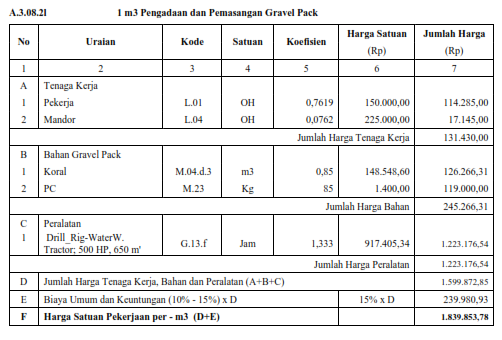 A.3.08.2l 1 m3 Pengadaan dan Pemasangan Gravel Pack
No Uraian Kode Satuan Koefisien Harga Satuan (Rp) Jumlah Harga (Rp)
1 2 3 4 5 6 7
A Tenaga Kerja
1 Pekerja L.01 OH 0,7619 150.000,00 114.285,00
2 Mandor L.04 OH 0,0762 225.000,00 17.145,00
Jumlah Harga Tenaga Kerja 131.430,00
B Bahan Gravel Pack
1 Koral M.04.d.3 m3 0,85 148.548,60 126.266,31
2 PC M.23 Kg 85 1.400,00 119.000,00
Jumlah Harga Bahan 245.266,31
C Peralatan
1 Drill_Rig-WaterW. Tractor; 500 HP, 650 m' G.13.f Jam 1,333 917.405,34 1.223.176,54
Jumlah Harga Peralatan 1.223.176,54
D Jumlah Harga Tenaga Kerja, Bahan dan Peralatan (A+B+C) 1.599.872,85
E Biaya Umum dan Keuntungan (10% - 15%) x D 15% x D 239.980,93
F Harga Satuan Pekerjaan per - m3 (D+E) 1.839.853,78